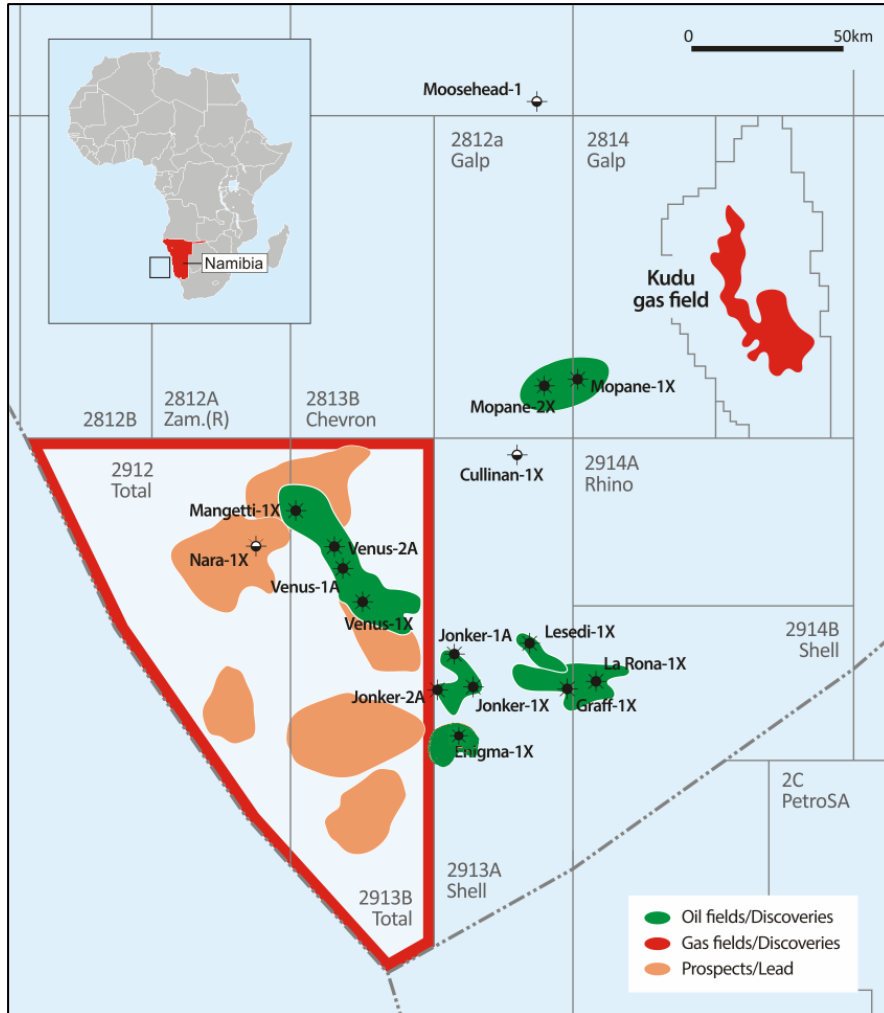 0 50km
Moosehead-1
2812a
Galp
2814
Galp
Namibia
Kudu
gas field
Mopane-1X
Mopane-2X
2812A
Zam.(R)
2813B
Chevron
2812B
Cullinan-1X
2914A
Rhino
2912
Total
Mangetti-1X
Venus-2A
Nara-1X
Venus-1A
Venus-1X
Jonker-1A
Lesedi-1X
2914B
Shell
La Rona-1X
Jonker-2A
Jonker-1X
Graff-1X
Enigma-1X
2C
PetroSA
2913A
Shell
2913B
Total
Oil fields/Discoveries
Gas fields/Discoveries
Prospects/Lead